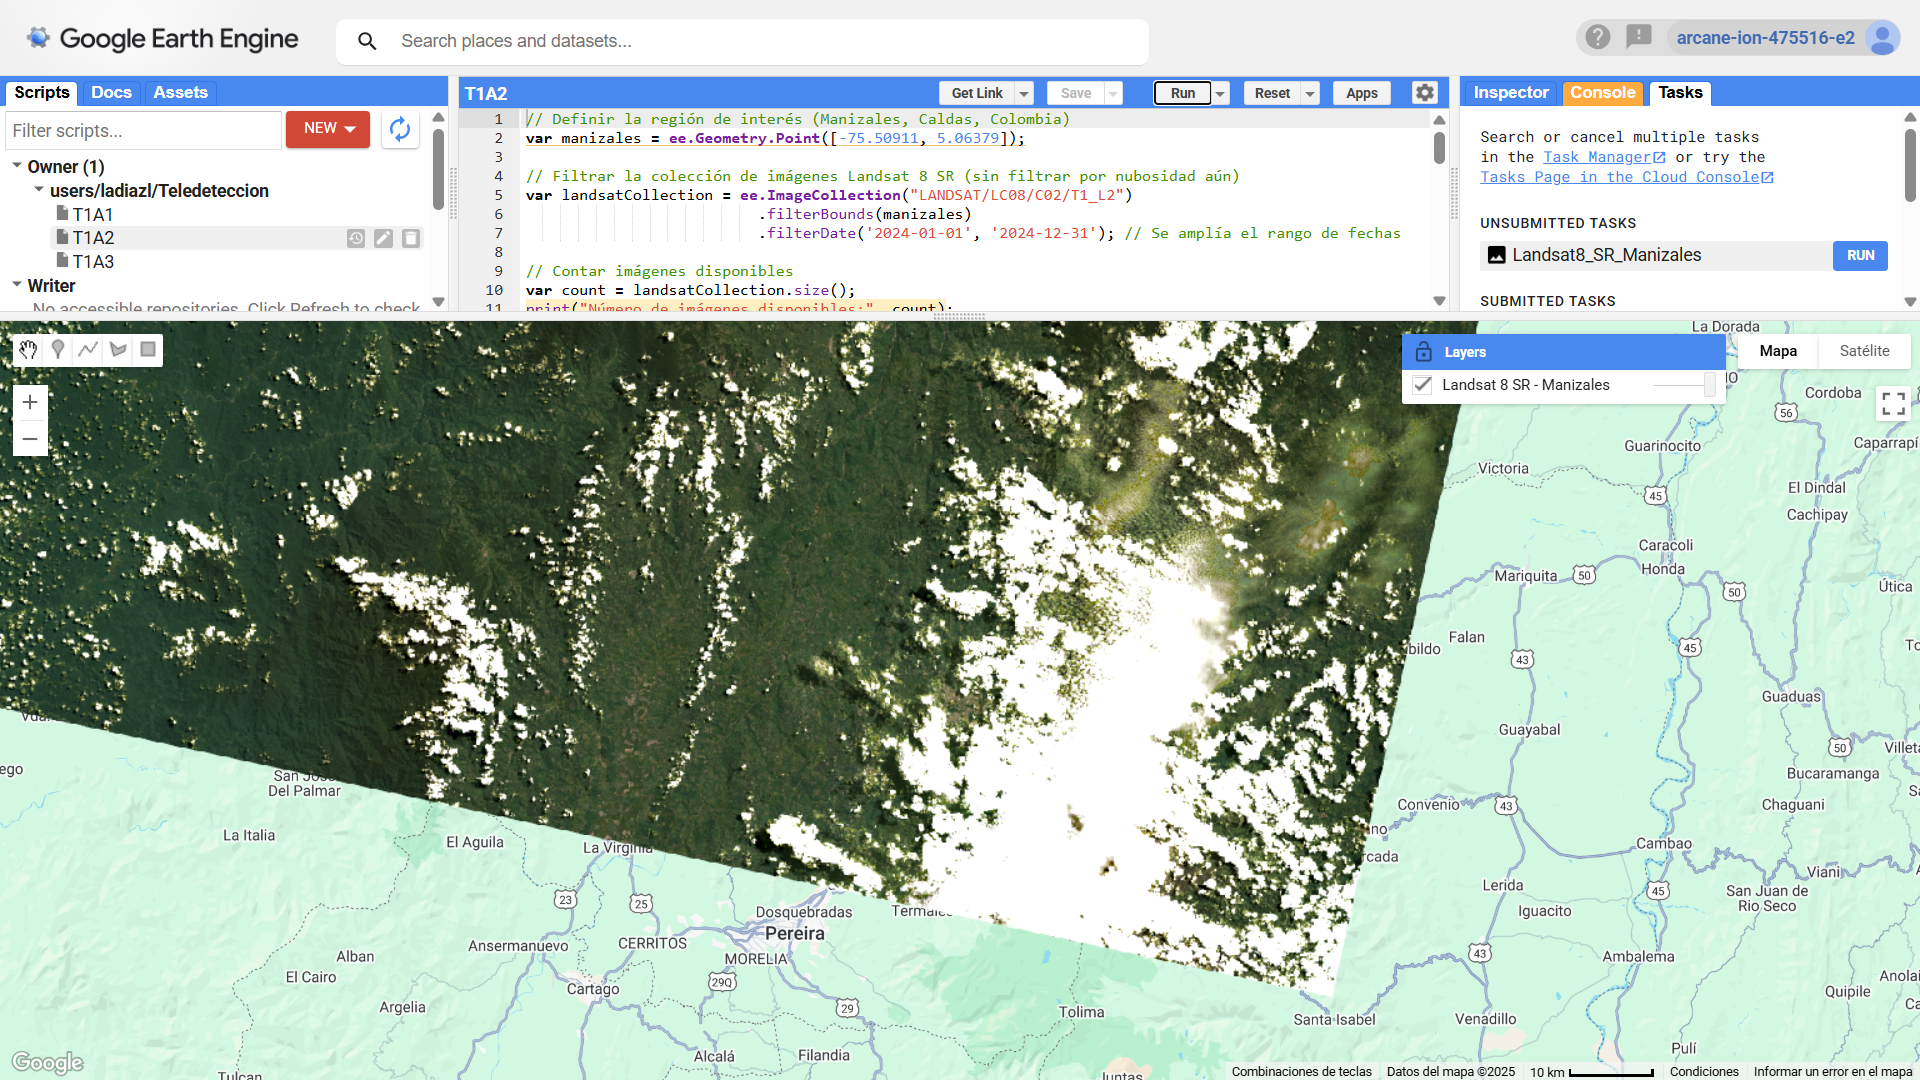 Google Earth Engine
Search places and datasets...
arcane-ion-475516-e2
Scripts
Docs
Assets
Filter scripts...
NEW
Owner (1)
users/ladiazl/Teledeteccion
T1A1
T1A2
T1A3
Writer
No accessible repositories. Click Refresh to check
T1A2
Get Link
Save
Run
Reset
Apps
1 // Definir la región de interés (Manizales, Caldas, Colombia)
2 var manizales = ee.Geometry.Point([-75.50911, 5.06379]);
3
4 // Filtrar la colección de imágenes Landsat 8 SR (sin filtrar por nubosidad aún)
5 var landsatCollection = ee.ImageCollection("LANDSAT/LC08/C02/T1_L2")
6 .filterBounds(manizales)
7 .filterDate('2024-01-01', '2024-12-31'); // Se amplía el rango de fechas
8
9 // Contar imágenes disponibles
10 var count = landsatCollection.size();
11 print("Número de imágenes disponibles:", count);
Inspector
Console
Tasks
Search or cancel multiple tasks
in the Task Manager or try the
Tasks Page in the Cloud Console
UNSUBMITTED TASKS
Landsat8_SR_Manizales
RUN
SUBMITTED TASKS
Layers
Landsat 8 SR - Manizales
Mapa
Satélite
La Dorada
Cordoba
56
Guarinocito
Caparrapí
Victoria
El Dindal
45
Cachipay
Caracoli
Honda
Mariquita
50
50
Útica
Falan
bildo
45
43
Guaduas
Guayabal
50
Villet
Bucaramanga
Convenio
43
Chaguani
no
rcada
Cambao
Viani
Lerida
45
San Juan de
Rio Seco
Iguacito
43
Ambalema
Anolai
Quipile
Santa Isabel
Venadillo
Pulí
ego
San José
Del Palmar
La Italia
El Aguila
La Virginia
23
25
Dosquebradas
Termales
Pereira
Ansermanuevo
CERRITOS
MORELIA
Alban
El Cairo
29Q
Cartago
Argelia
29
Tolima
Alcalá
Filandia
Tulcan
Juntas
Google
Combinaciones de teclas
Datos del mapa ©2025
10 km
Condiciones
Informar un error en el mapa